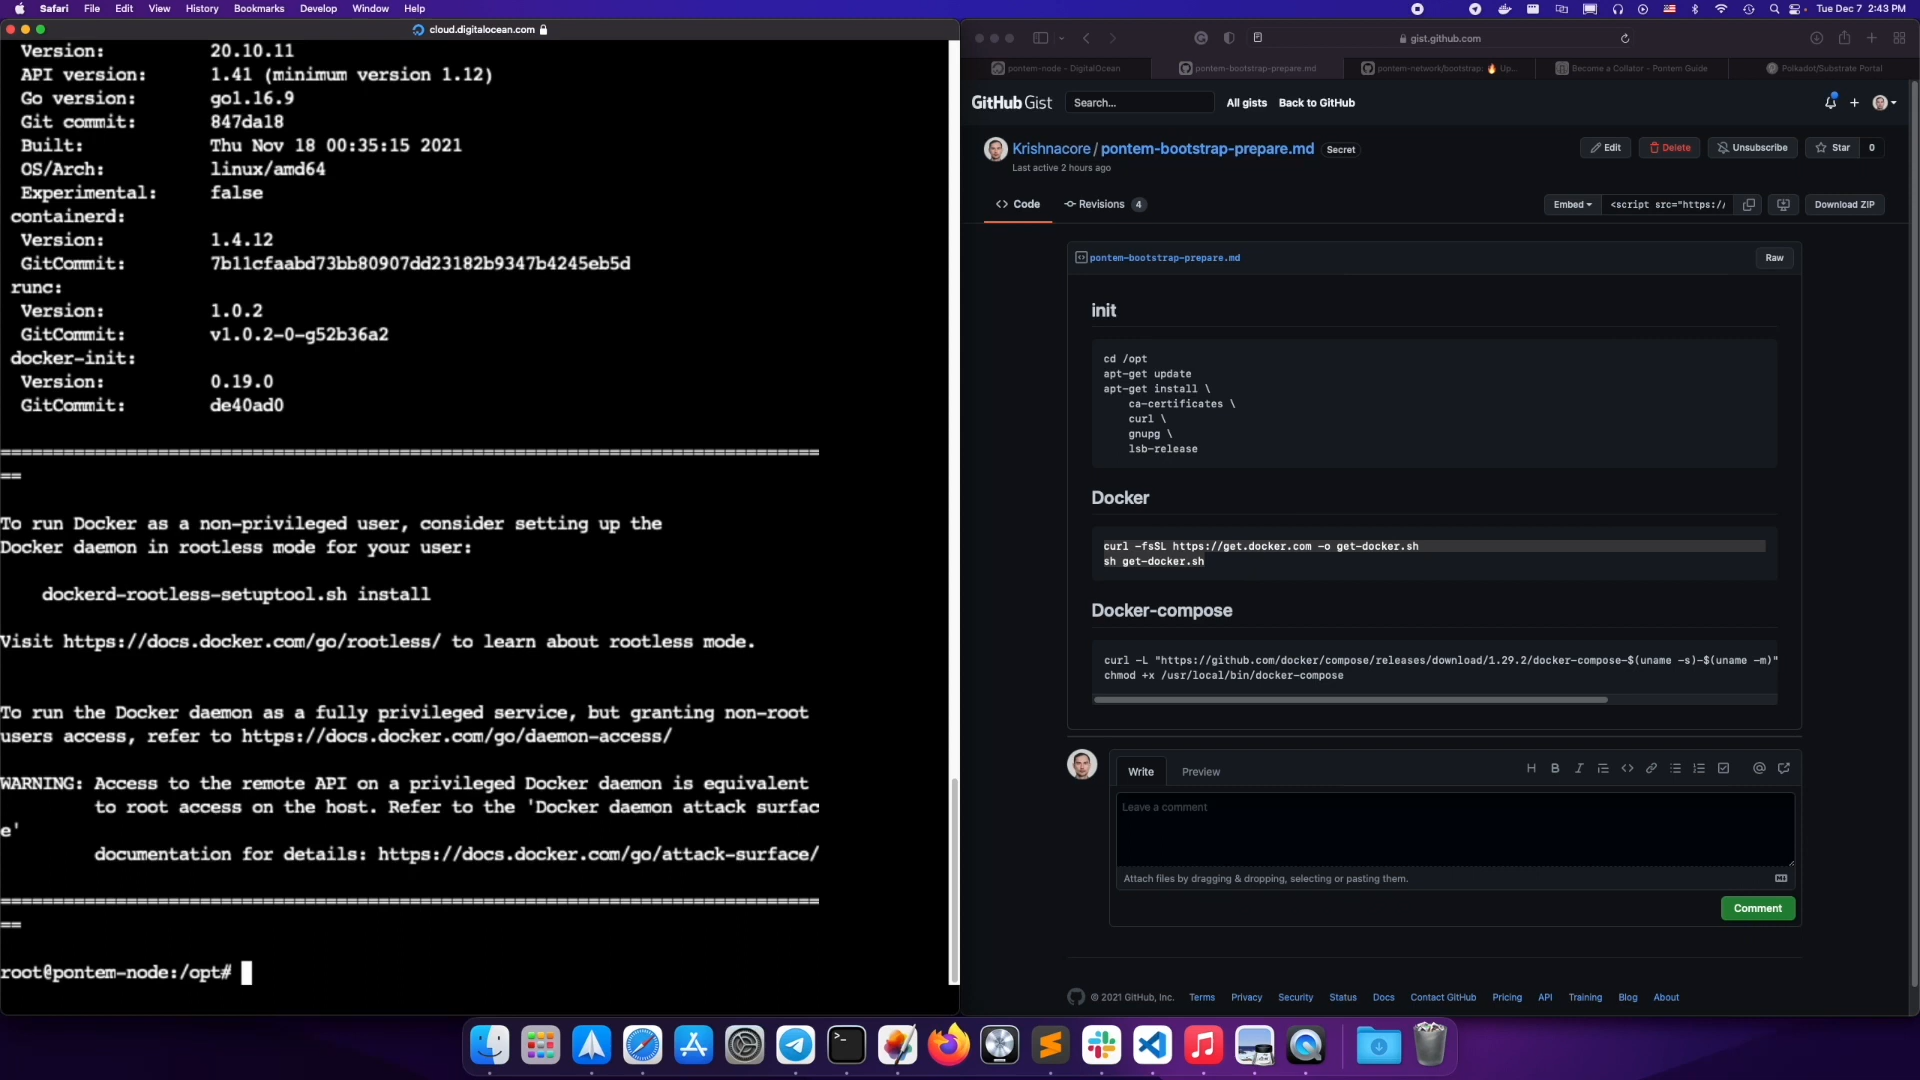 Safari File Edit View History Bookmarks Develop Window Help
Tue Dec 7 2:43 PM
cloud.digitalocean.com
Version: 20.10.11
API version: 1.41 (minimum version 1.12)
Go version: go1.16.9
Git commit: 847da18
Built: Thu Nov 18 00:35:15 2021
OS/Arch: linux/amd64
Experimental: false
containerd:
Version: 1.4.12
GitCommit: 7b11cfaabd73bb80907dd23182b9347b4245eb5d
runc:
Version: 1.0.2
GitCommit: v1.0.2-0-g52b36a2
docker-init:
Version: 0.19.0
GitCommit: de40ad0
================================================================================
To run Docker as a non-privileged user, consider setting up the
Docker daemon in rootless mode for your user:
dockerd-rootless-setuptool.sh install
Visit https://docs.docker.com/go/rootless/ to learn about rootless mode.
To run the Docker daemon as a fully privileged service, but granting non-root
users access, refer to https://docs.docker.com/go/daemon-access/
WARNING: Access to the remote API on a privileged Docker daemon is equivalent
to root access on the host. Refer to the 'Docker daemon attack surfac
e'
documentation for details: https://docs.docker.com/go/attack-surface/
================================================================================
root@pontem-node:/opt#
gist.github.com
pontem-node - DigitalOcean
pontem-bootstrap-prepare.md
pontem-network/bootstrap: 🔥 Up...
Become a Collator - Pontem Guide
Polkadot/Substrate Portal
GitHub Gist
Search...
All gists
Back to GitHub
Krishnacore / pontem-bootstrap-prepare.md Secret
Last active 2 hours ago
Edit
Delete
Unsubscribe
Star 0
Code
Revisions 4
Embed
<script src="https:/
Download ZIP
pontem-bootstrap-prepare.md
Raw
init
cd /opt
apt-get update
apt-get install \
ca-certificates \
curl \
gnupg \
lsb-release
Docker
curl -fsSL https://get.docker.com -o get-docker.sh
sh get-docker.sh
Docker-compose
curl -L "https://github.com/docker/compose/releases/download/1.29.2/docker-compose-$(uname -s)-$(uname -m)"
chmod +x /usr/local/bin/docker-compose
Write
Preview
H B I
@
Leave a comment
Attach files by dragging & dropping, selecting or pasting them.
Comment
© 2021 GitHub, Inc. Terms Privacy Security Status Docs Contact GitHub Pricing API Training Blog About